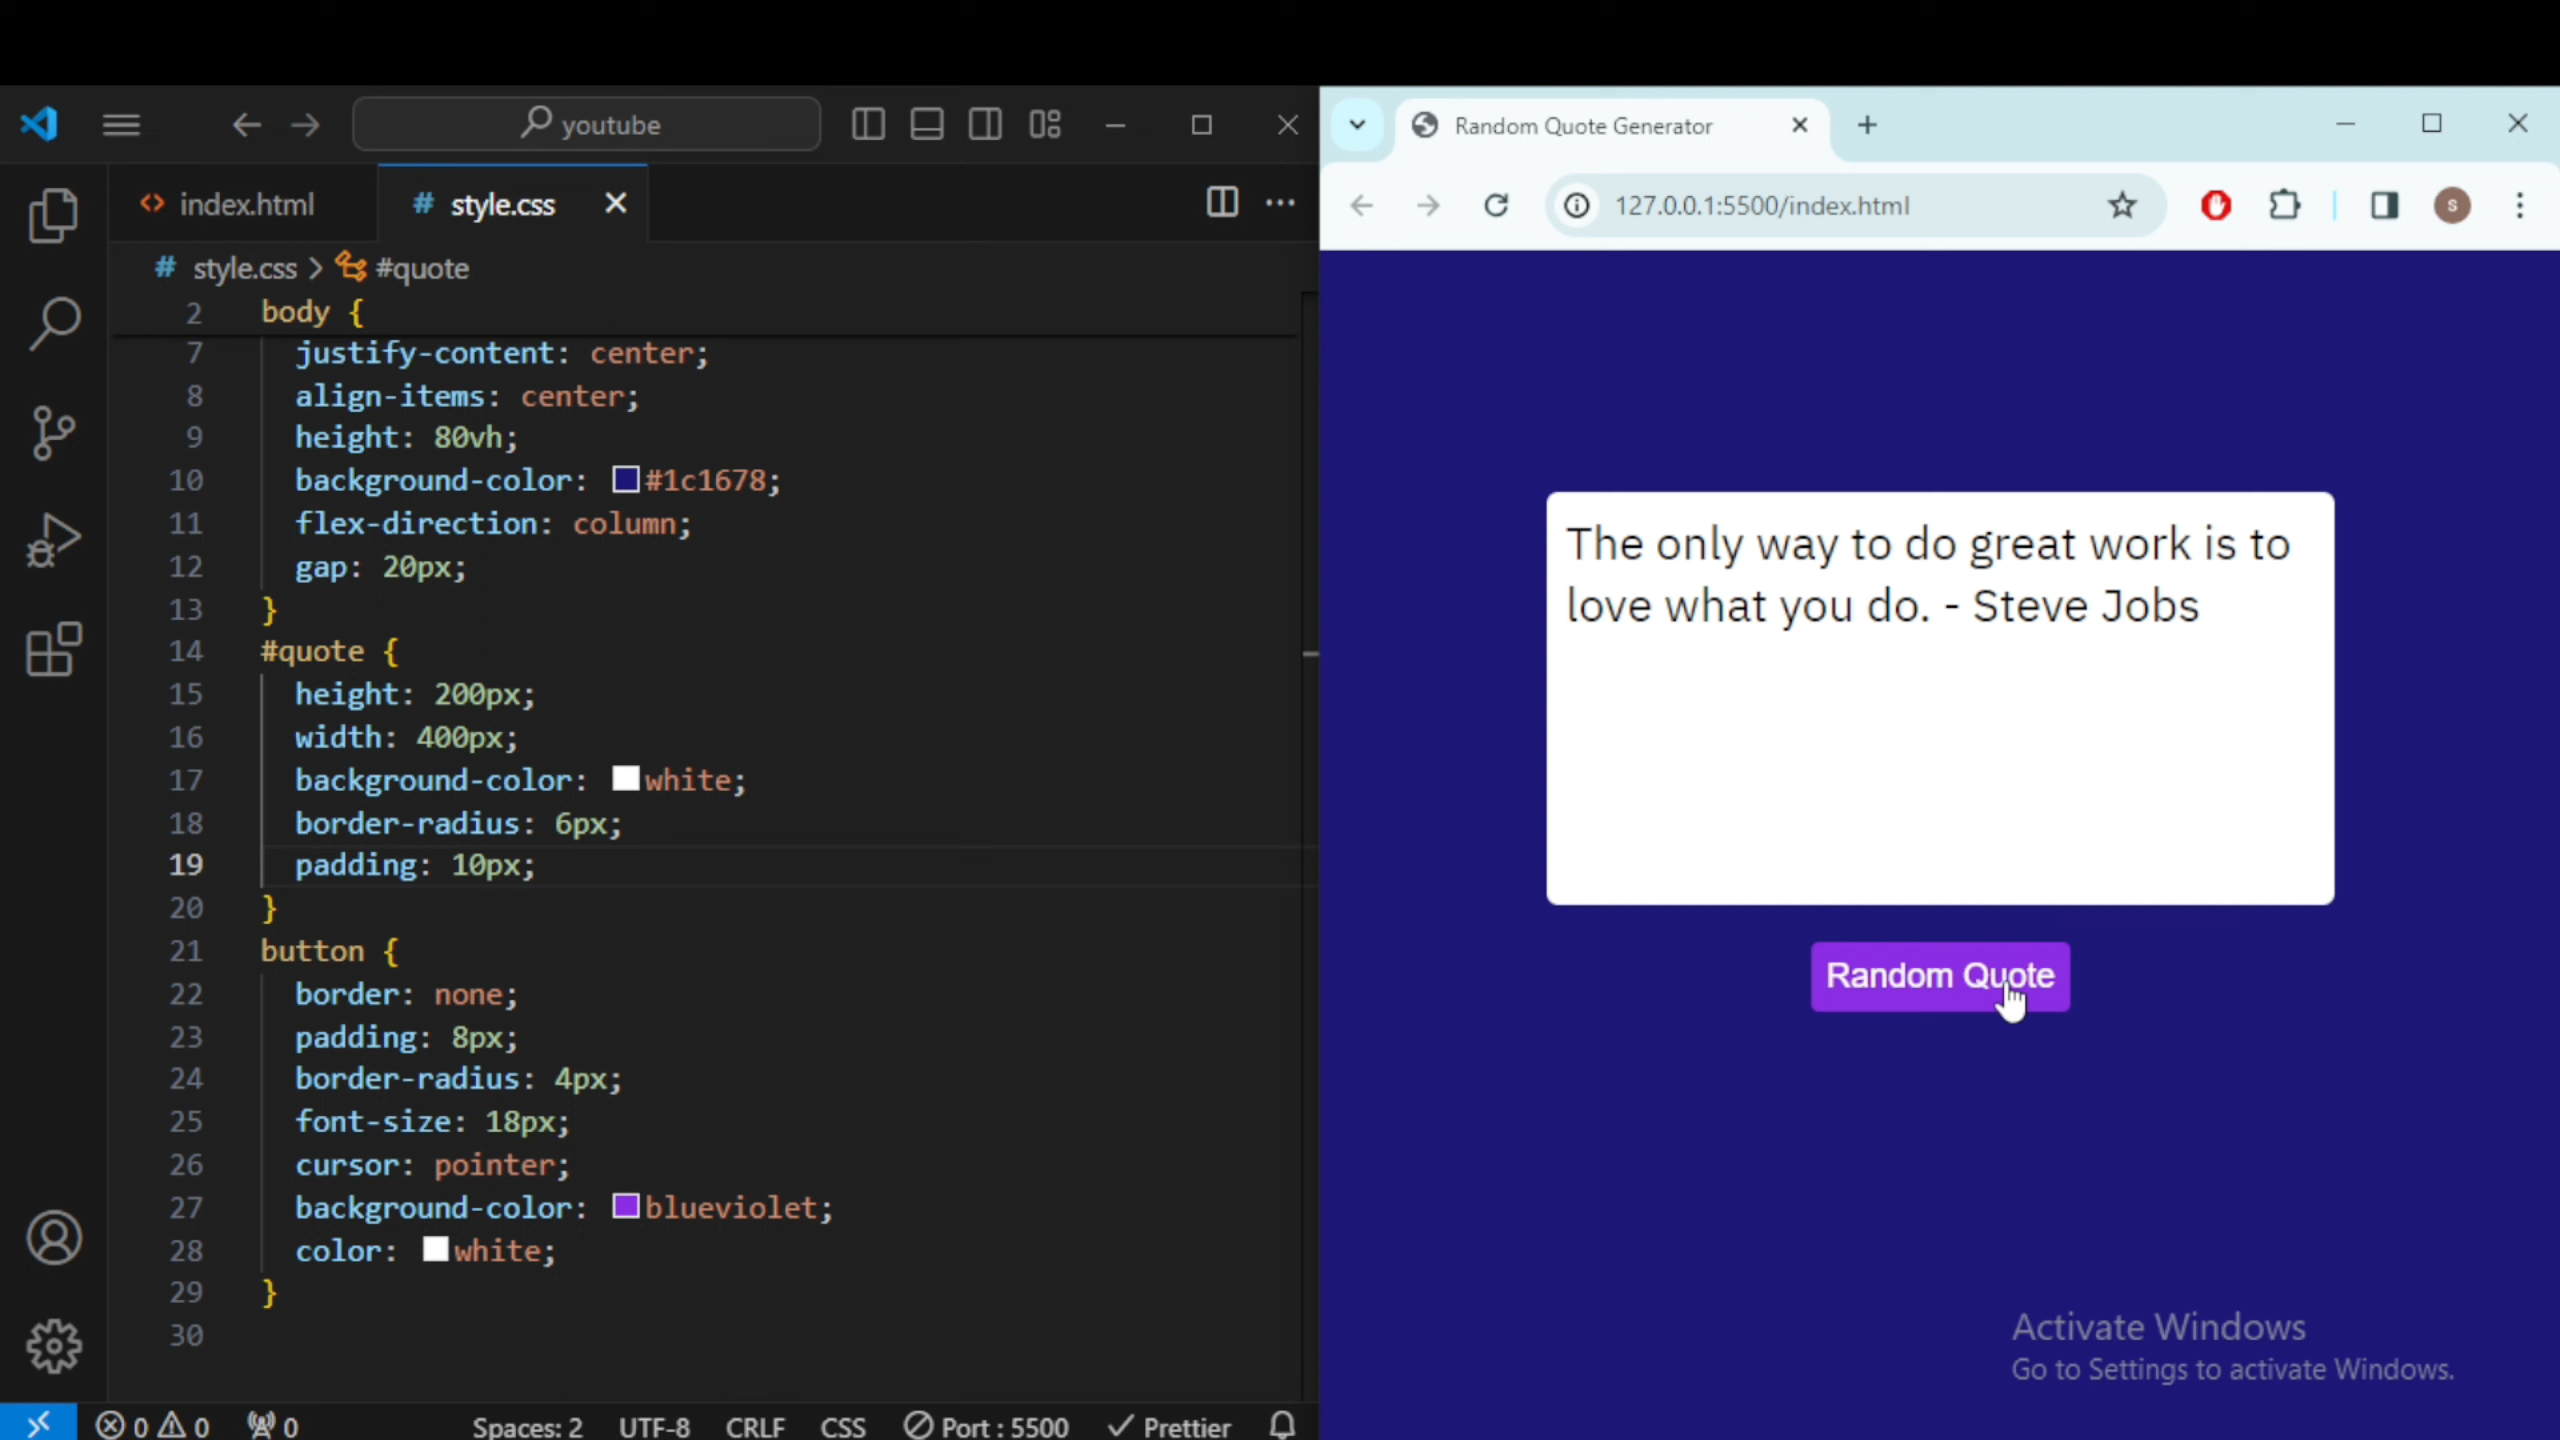 youtube
index.html
# style.css
# style.css > #quote
2 body {
7 justify-content: center;
8 align-items: center;
9 height: 80vh;
10 background-color: #1c1678;
11 flex-direction: column;
12 gap: 20px;
13 }
14 #quote {
15 height: 200px;
16 width: 400px;
17 background-color: white;
18 border-radius: 6px;
19 padding: 10px;
20 }
21 button {
22 border: none;
23 padding: 8px;
24 border-radius: 4px;
25 font-size: 18px;
26 cursor: pointer;
27 background-color: blueviolet;
28 color: white;
29 }
30
0 0 0 Spaces: 2 UTF-8 CRLF CSS Port : 5500 Prettier
Random Quote Generator
127.0.0.1:5500/index.html
s
The only way to do great work is to
love what you do. - Steve Jobs
Random Quote
Activate Windows
Go to Settings to activate Windows.